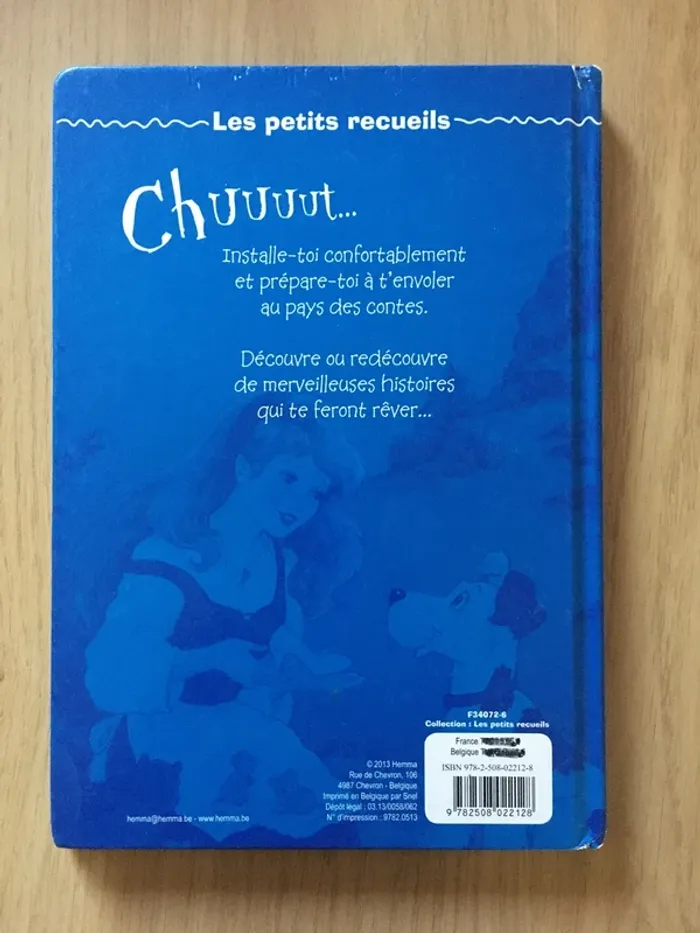 Les petits recueils
Chuuuut...
Installe-toi confortablement
et prépare-toi à t'envoler
au pays des contes.
Découvre ou redécouvre
de merveilleuses histoires
qui te feront rêver...
F34072-6
Collection : Les petits recueils
France
Belgique
ISBN 978-2-508-02212-8
9 782508 022128
© 2013 Hemma
Rue de Chevron, 106
4987 Chevron - Belgique
Imprimé en Belgique par Snel
Dépôt légal : 03.13/0058/062
N° d'impression : 9782.0513
hemma@hemma.be - www.hemma.be